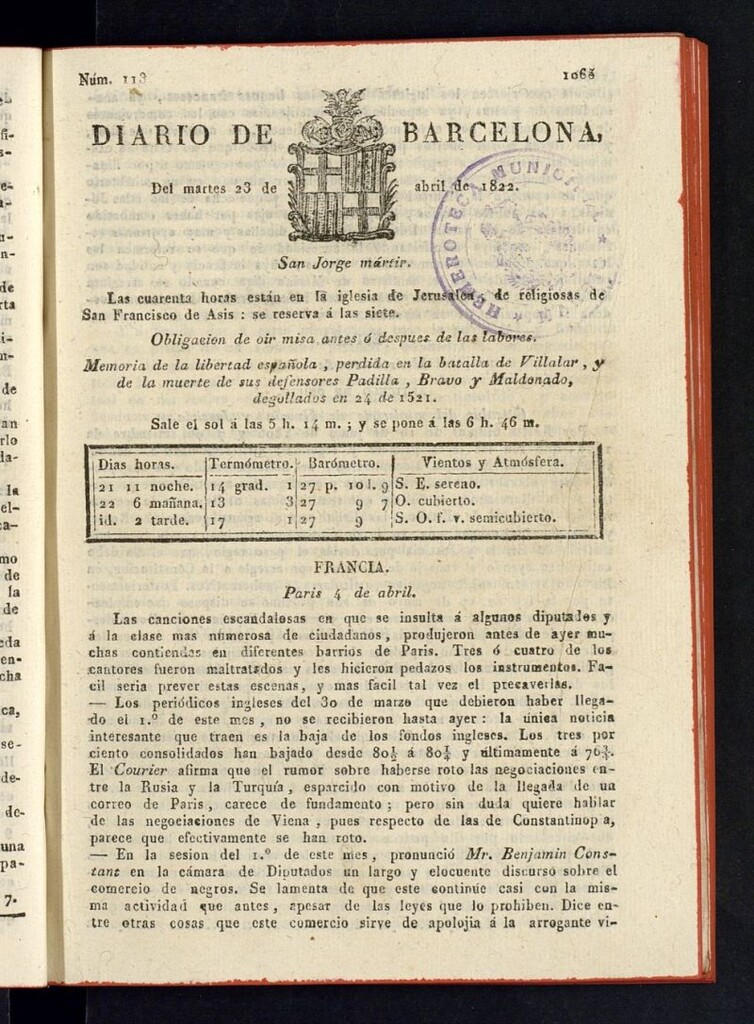 Núm. 113
1065
DIARIO DE BARCELONA,
Del martes 23 de abril de 1822.
HEMEROTECA MUNICIPAL
San Jorge mártir.
Las cuarenta horas están en la iglesia de Jerusalen, de religiosas de
San Francisco de Asis : se reserva á las siete.
Obligacion de oir misa antes ó despues de las labores.
Memoria de la libertad española , perdida en la batalla de Villalar , y
de la muerte de sus defensores Padilla , Bravo y Maldonado,
degollados en 24 de 1521.
Sale el sol á las 5 h. 14 m. ; y se pone á las 6 h. 46 m.
Dias horas. Termómetro. Barómetro. Vientos y Atmósfera.
21 11 noche. 14 grad. 1 27 p. 10 l. 9 S. E. sereno.
22 6 mañana. 13 3 27 9 7 O. cubierto.
id. 2 tarde. 17 1 27 9 S. O. f. v. semicubierto.
FRANCIA.
Paris 4 de abril.
Las canciones escandalosas en que se insulta á algunos diputados y
á la clase mas numerosa de ciudadanos , produjeron antes de ayer mu-
chas contiendas en diferentes barrios de Paris. Tres ó cuatro de los
cantores fueron maltratados y les hicieron pedazos los instrumentos. Fa-
cil seria prever estas escenas, y mas facil tal vez el precaverlas.
— Los periódicos ingleses del 30 de marzo que debieron haber llega-
do el 1.º de este mes , no se recibieron hasta ayer : la única noticia
interesante que traen es la baja de los fondos ingleses. Los tres por
ciento consolidados han bajado desde 80½ á 80¼ y últimamente á 76¾.
El Courier afirma que el rumor sobre haberse roto las negociaciones en-
tre la Rusia y la Turquía , esparcido con motivo de la llegada de un
correo de Paris , carece de fundamento ; pero sin duda quiere hablar
de las negociaciones de Viena , pues respecto de las de Constantinop a,
parece que efectivamente se han roto.
— En la sesion del 1.º de este mes , pronunció Mr. Benjamin Cons-
tant en la cámara de Diputados un largo y elocuente discurso sobre el
comercio de negros. Se lamenta de que este continúe casi con la mis-
ma actividad que antes , apesar de las leyes que lo prohiben. Dice en-
tre otras cosas que este comercio sirve de apolojia á la arrogante vi-